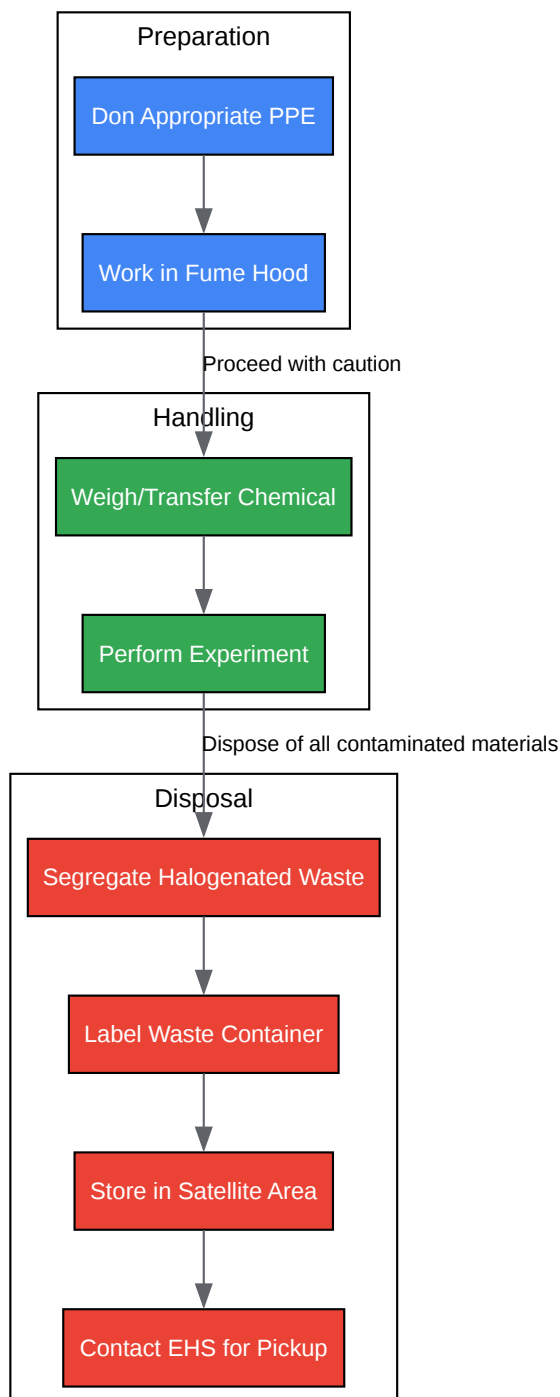 Preparation
Don Appropriate PPE
Work in Fume Hood
Proceed with caution
Handling
Weigh/Transfer Chemical
Perform Experiment
Dispose of all contaminated materials
Disposal
Segregate Halogenated Waste
Label Waste Container
Store in Satellite Area
Contact EHS for Pickup